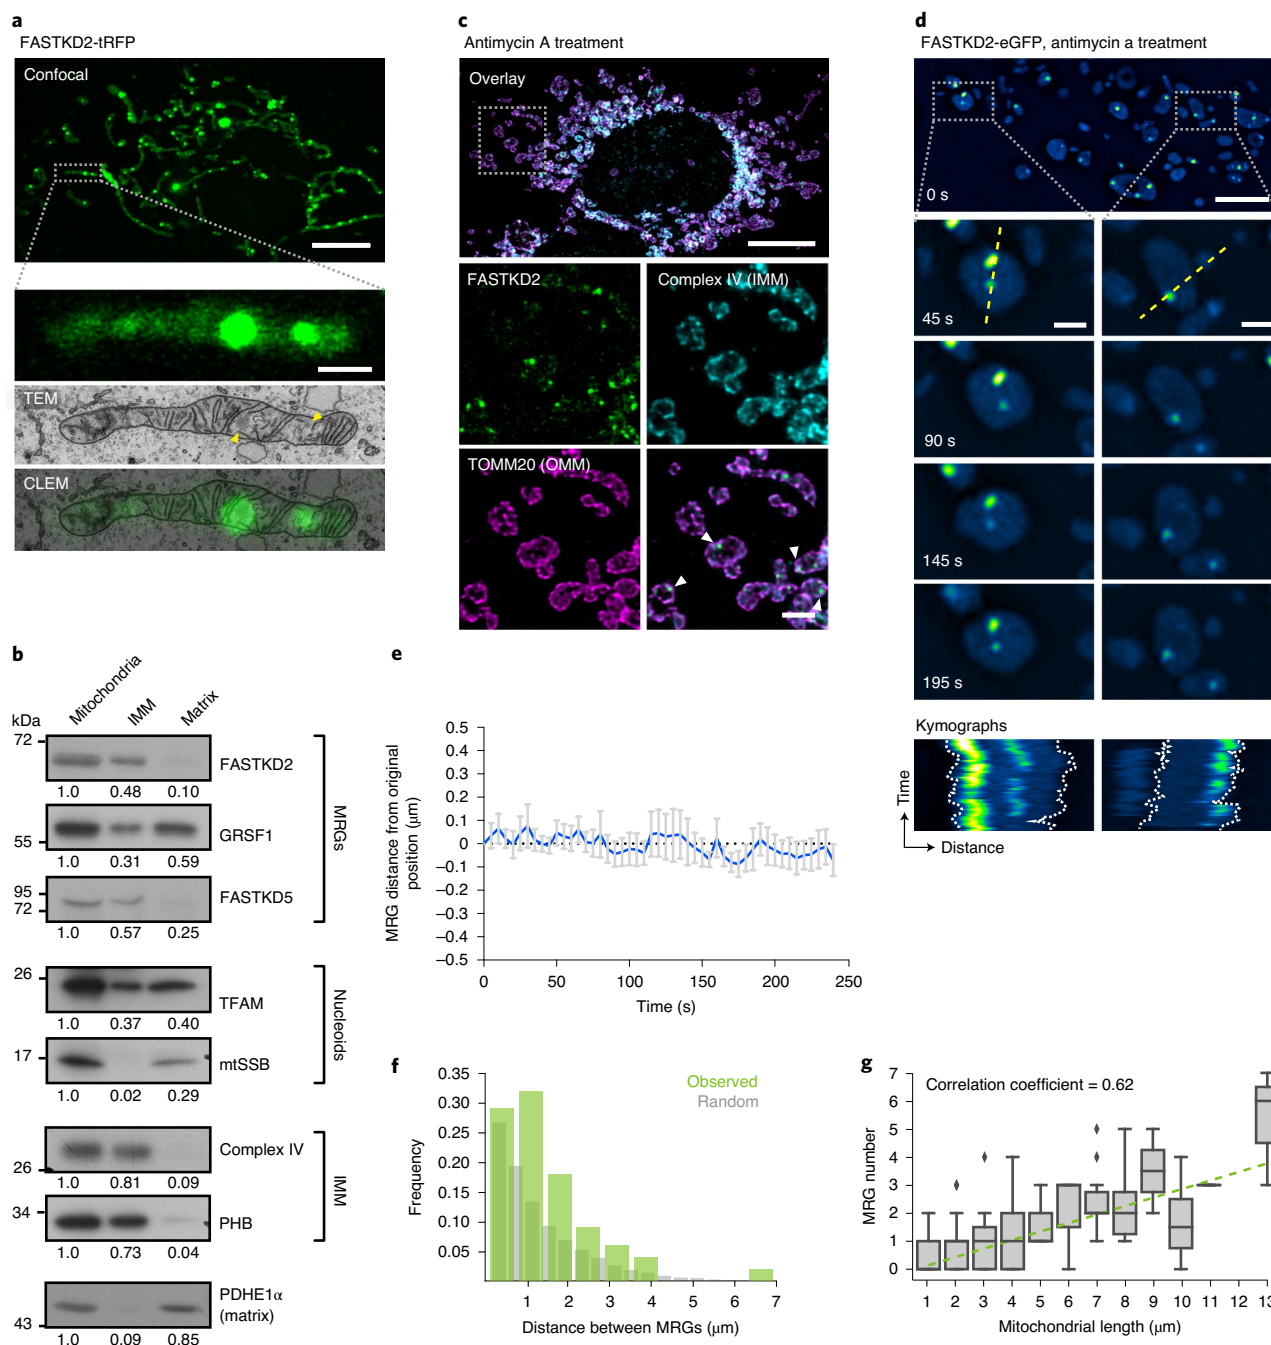 a
FASTKD2-tRFP
Confocal
TEM
CLEM
b
Mitochondria
IMM
Matrix
kDa
72
FASTKD2
1.0 0.48 0.10
GRSF1
55
1.0 0.31 0.59
95
72
FASTKD5
1.0 0.57 0.25
MRGs
26
TFAM
1.0 0.37 0.40
17
mtSSB
1.0 0.02 0.29
Nucleoids
Complex IV
26
1.0 0.81 0.09
34
PHB
1.0 0.73 0.04
IMM
PDHE1α
(matrix)
43
1.0 0.09 0.85
c
Antimycin A treatment
Overlay
FASTKD2
Complex IV (IMM)
TOMM20 (OMM)
d
FASTKD2-eGFP, antimycin a treatment
0 s
45 s
90 s
145 s
195 s
Kymographs
Time
Distance
e
MRG distance from original
position (μm)
0.5
0.4
0.3
0.2
0.1
0
–0.1
–0.2
–0.3
–0.4
–0.5
0 50 100 150 200 250
Time (s)
f
Frequency
0.35
0.30
0.25
0.20
0.15
0.10
0.05
Observed
Random
1 2 3 4 5 6 7
Distance between MRGs (μm)
g
MRG number
Correlation coefficient = 0.62
7
6
5
4
3
2
1
0
1 2 3 4 5 6 7 8 9 10 11 12 13
Mitochondrial length (μm)